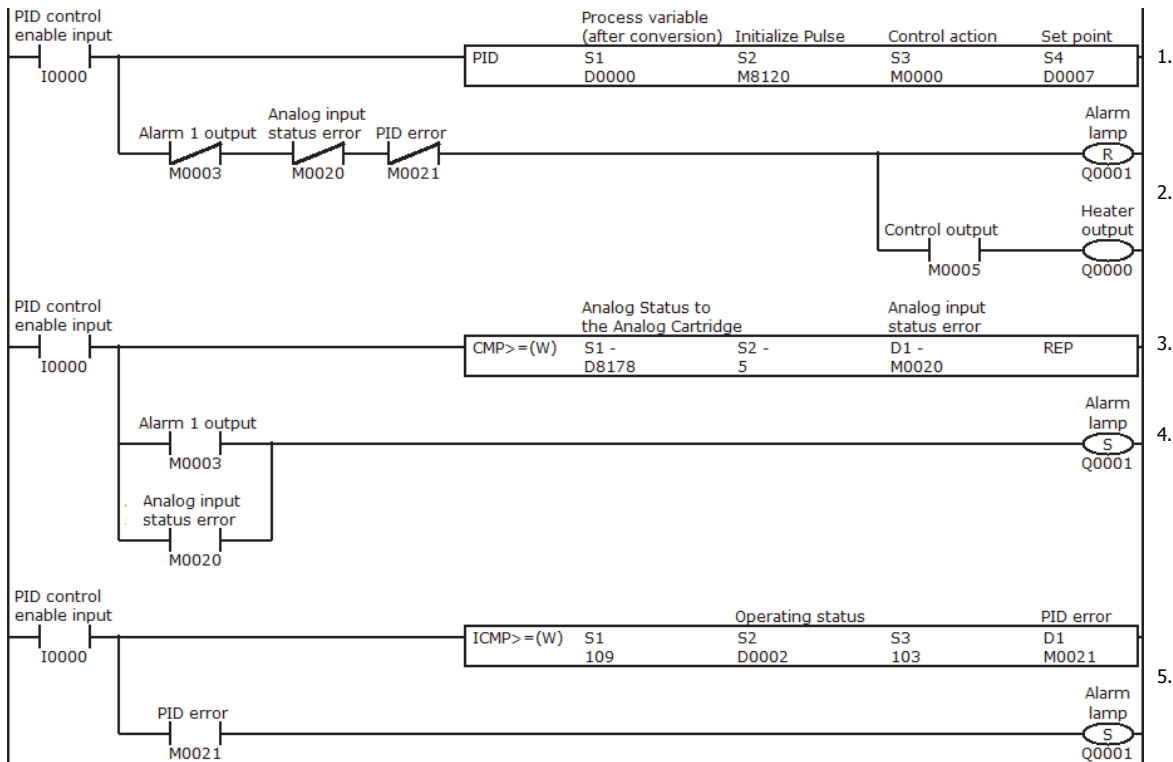 PID control
enable input
I0000
Process variable
(after conversion) Initialize Pulse Control action Set point
PID S1 S2 S3 S4
D0000 M8120 M0000 D0007
1.
Alarm 1 output
M0003
Analog input
status error
M0020
PID error
M0021
Alarm
lamp
R
Q0001
2.
Control output
M0005
Heater
output
Q0000
PID control
enable input
I0000
Analog Status to
the Analog Cartridge
Analog input
status error
CMP>=(W) S1 - S2 - D1 - REP
D8178 5 M0020
3.
Alarm 1 output
M0003
Alarm
lamp
S
Q0001
4.
Analog input
status error
M0020
PID control
enable input
I0000
Operating status PID error
ICMP>=(W) S1 S2 S3 D1
109 D0002 103 M0021
5.
PID error
M0021
Alarm
lamp
S
Q0001